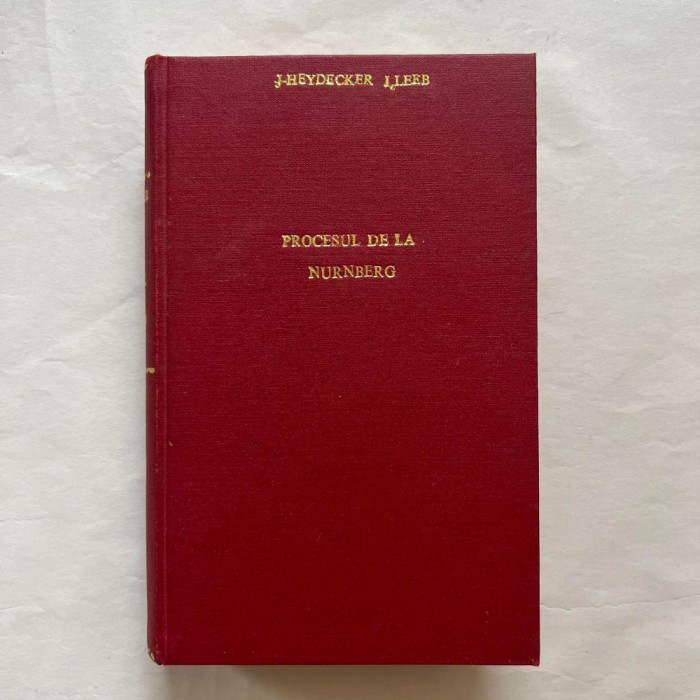 J-HEYDECKER J.LEEB
PROCESUL DE LA
NURNBERG